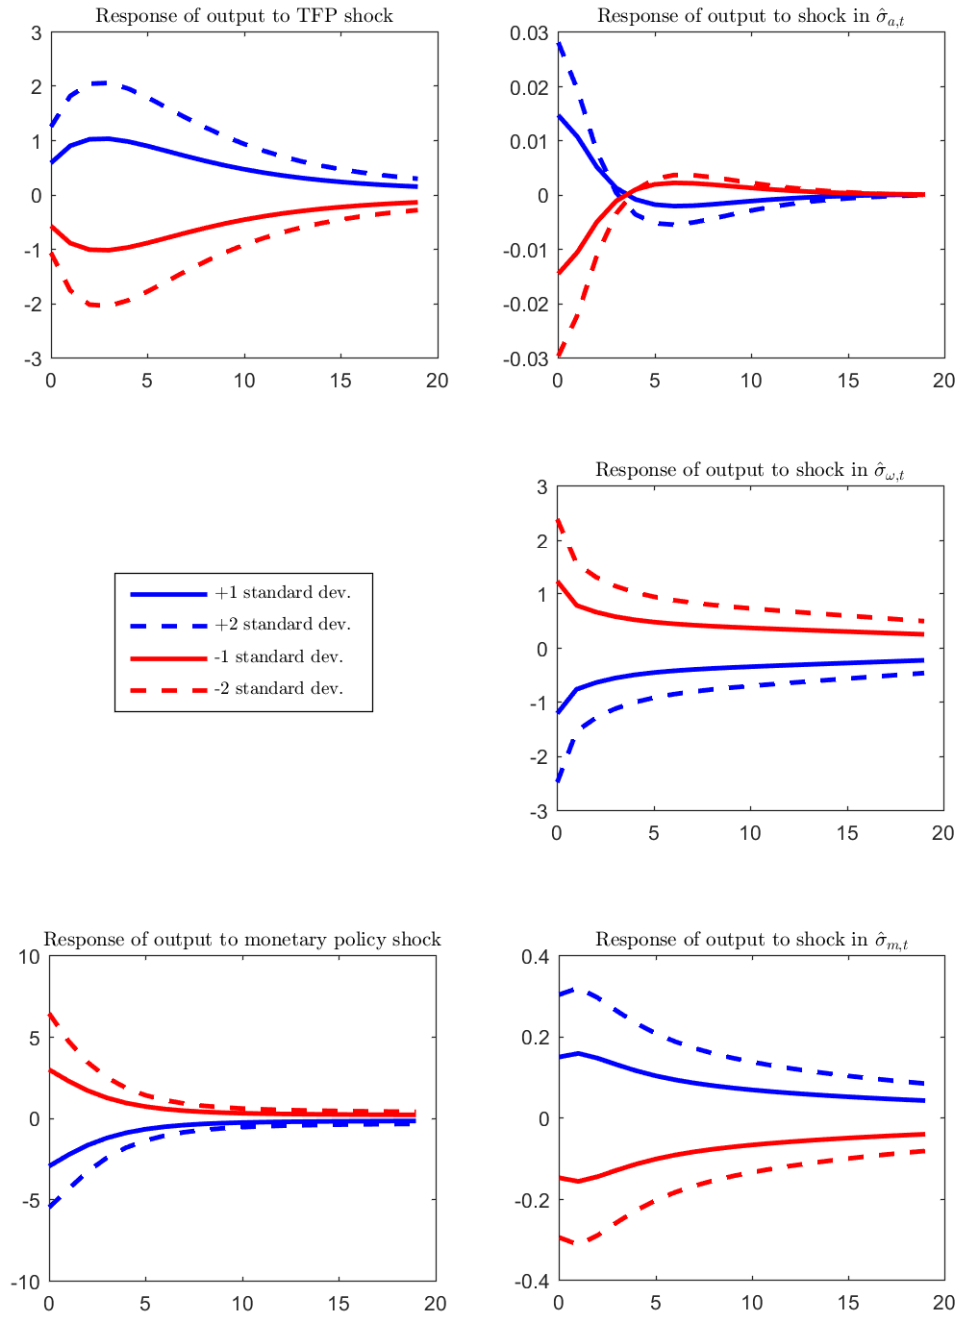 Response of output to TFP shock
3
2
1
0
-1
-2
-3
0 5 10 15 20
Response of output to shock in σ̂a,t
0.03
0.02
0.01
0
-0.01
-0.02
-0.03
0 5 10 15 20
+1 standard dev.
+2 standard dev.
-1 standard dev.
-2 standard dev.
Response of output to shock in σ̂ω,t
3
2
1
0
-1
-2
-3
0 5 10 15 20
Response of output to monetary policy shock
10
5
0
-5
-10
0 5 10 15 20
Response of output to shock in σ̂m,t
0.4
0.2
0
-0.2
-0.4
0 5 10 15 20